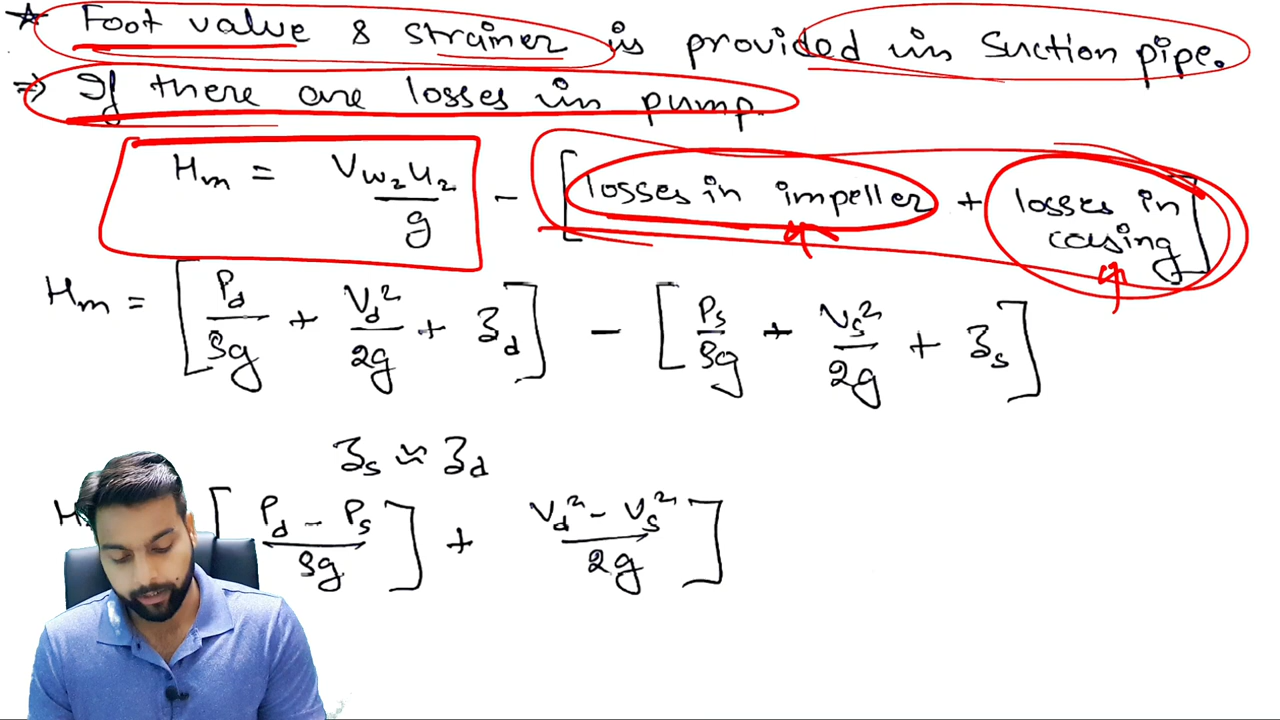 * Foot value & strainer is provided in Suction pipe.
⇒ If there are losses in pump.
Hm = Vw₂u₂/g - [losses in impeller + losses in casing]
Hm = [Pd/ρg + Vd²/2g + Zd] - [Ps/ρg + Vs²/2g + Zs]
Zs ≈ Zd
[Pd - Ps/ρg] + Vd² - Vs²/2g]